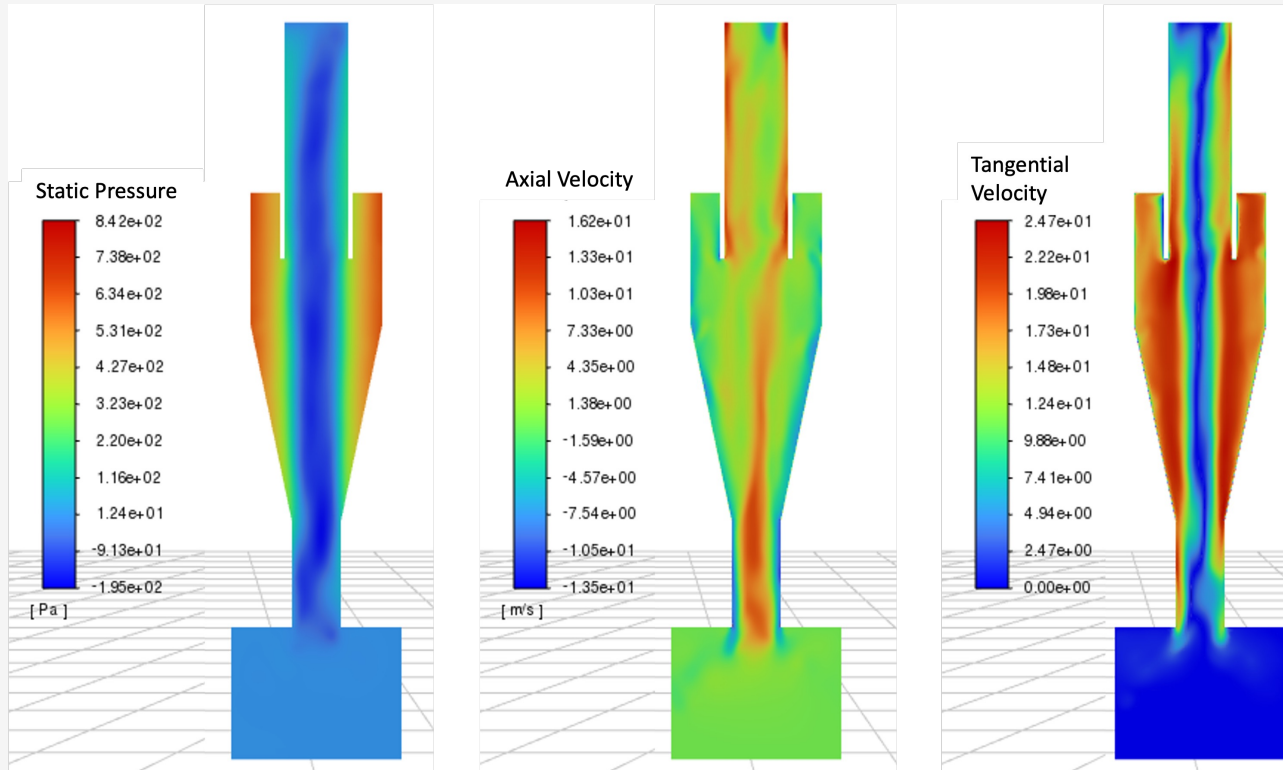 Static Pressure
8.42e+02
7.38e+02
6.34e+02
5.31e+02
4.27e+02
3.23e+02
2.20e+02
1.16e+02
1.24e+01
-9.13e+01
-1.95e+02
[ Pa ]
Axial Velocity
1.62e+01
1.33e+01
1.03e+01
7.33e+00
4.35e+00
1.38e+00
-1.59e+00
-4.57e+00
-7.54e+00
-1.05e+01
-1.35e+01
[ m/s ]
Tangential
Velocity
2.47e+01
2.22e+01
1.98e+01
1.73e+01
1.48e+01
1.24e+01
9.88e+00
7.41e+00
4.94e+00
2.47e+00
0.00e+00